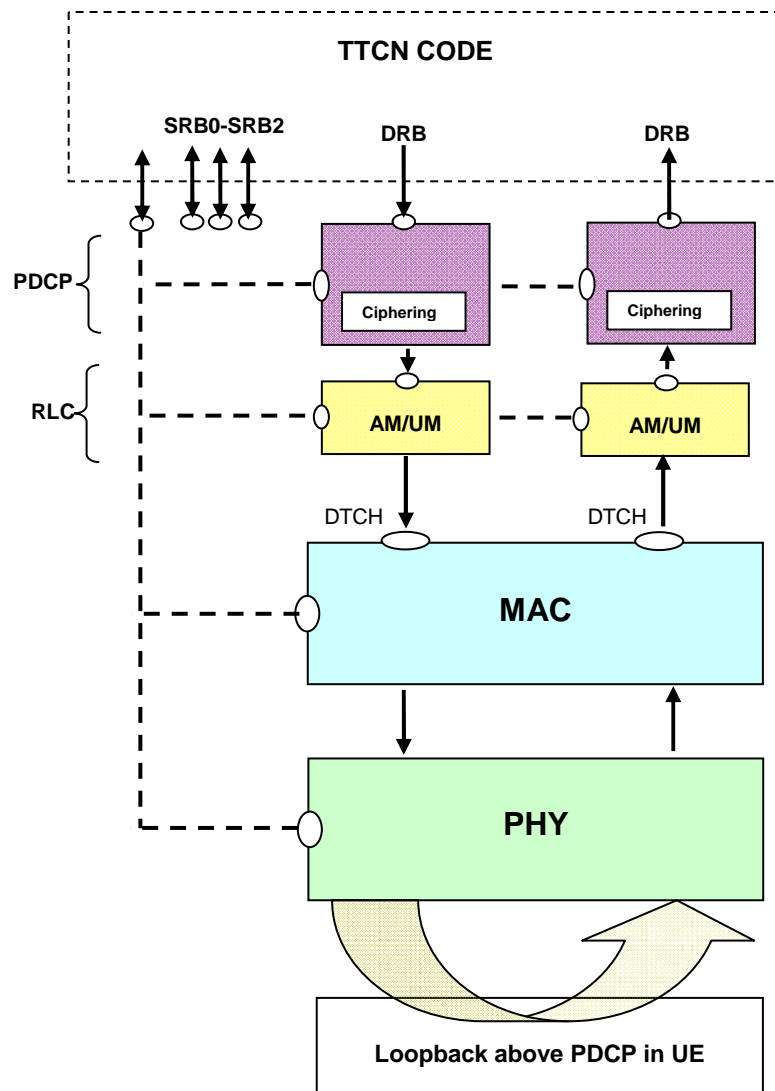 TTCN CODE
SRB0-SRB2
DRB
DRB
PDCP
Ciphering
Ciphering
RLC
AM/UM
AM/UM
DTCH
DTCH
MAC
PHY
Loopback above PDCP in UE